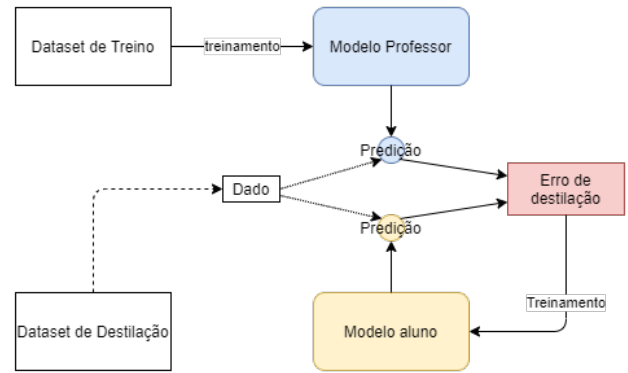 Dataset de Treino
treinamento
Modelo Professor
Predição
Dado
Erro de
destilação
Predição
Treinamento
Dataset de Destilação
Modelo aluno